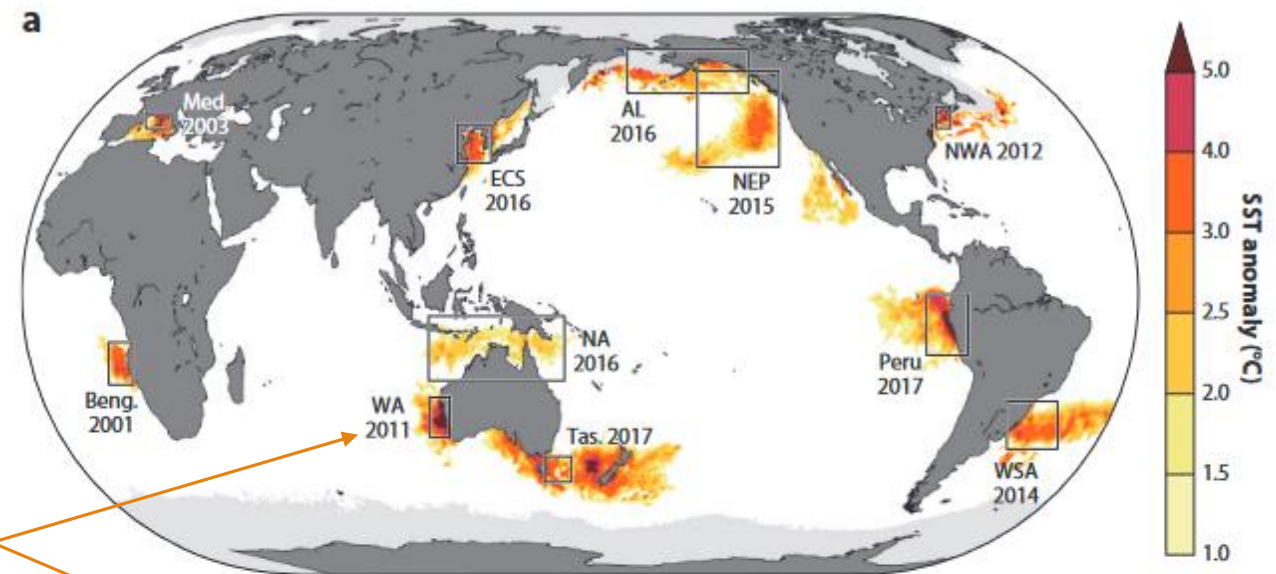 a
Med.
2003
AL
2016
NWA 2012
ECS
2016
NEP
2015
NA
2016
Peru
2017
Beng.
2001
WA
2011
Tas. 2017
WSA
2014
5.0
4.0
3.0
2.5
2.0
1.5
1.0
SST anomaly (°C)